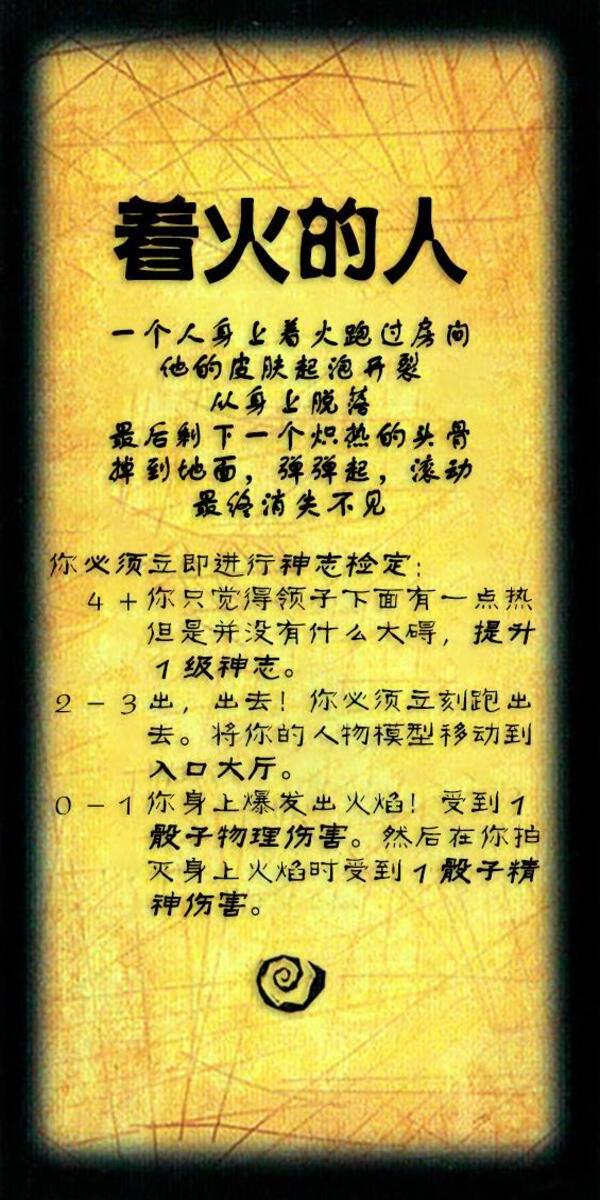 着火的人
一个人身上着火跑过房间
他的皮肤起泡开裂
从身上脱落
最后剩下一个炽热的头骨
掉到地面，弹弹起，滚动
最终消失不见
你必须立即进行神志检定：
4+你只觉得领子下面有一点热
但是并没有什么大碍，提升
1级神志。
2-3出，出去！你必须立刻跑出
去。将你的人物模型移动到
入口大厅。
0-1你身上爆发出火焰！受到1
骰子物理伤害。然后在你拍
灭身上火焰时受到1骰子精
神伤害。